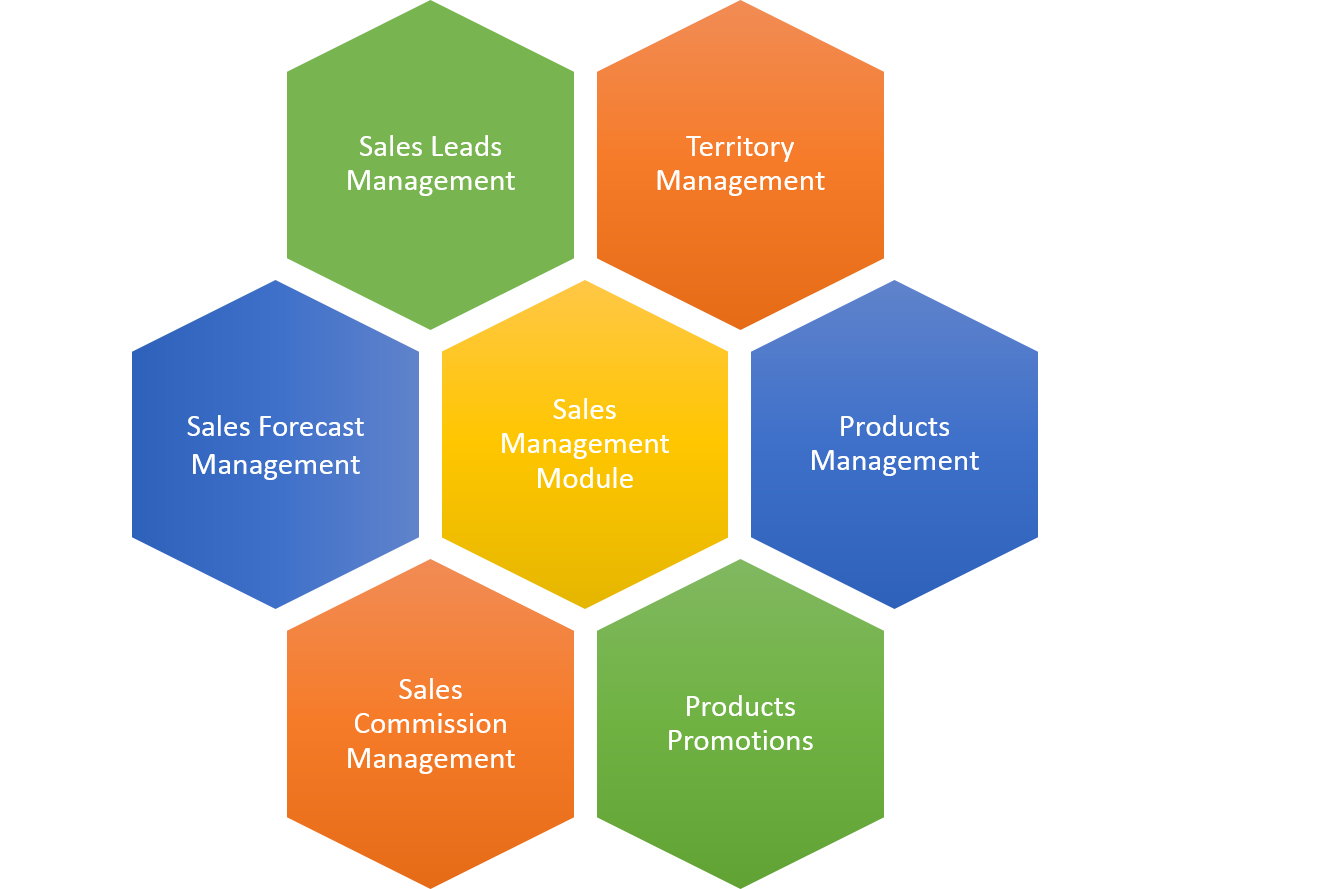 Sales Leads
Management
Territory
Management
Sales Forecast
Management
Sales
Management
Module
Products
Management
Sales
Commission
Management
Products
Promotions